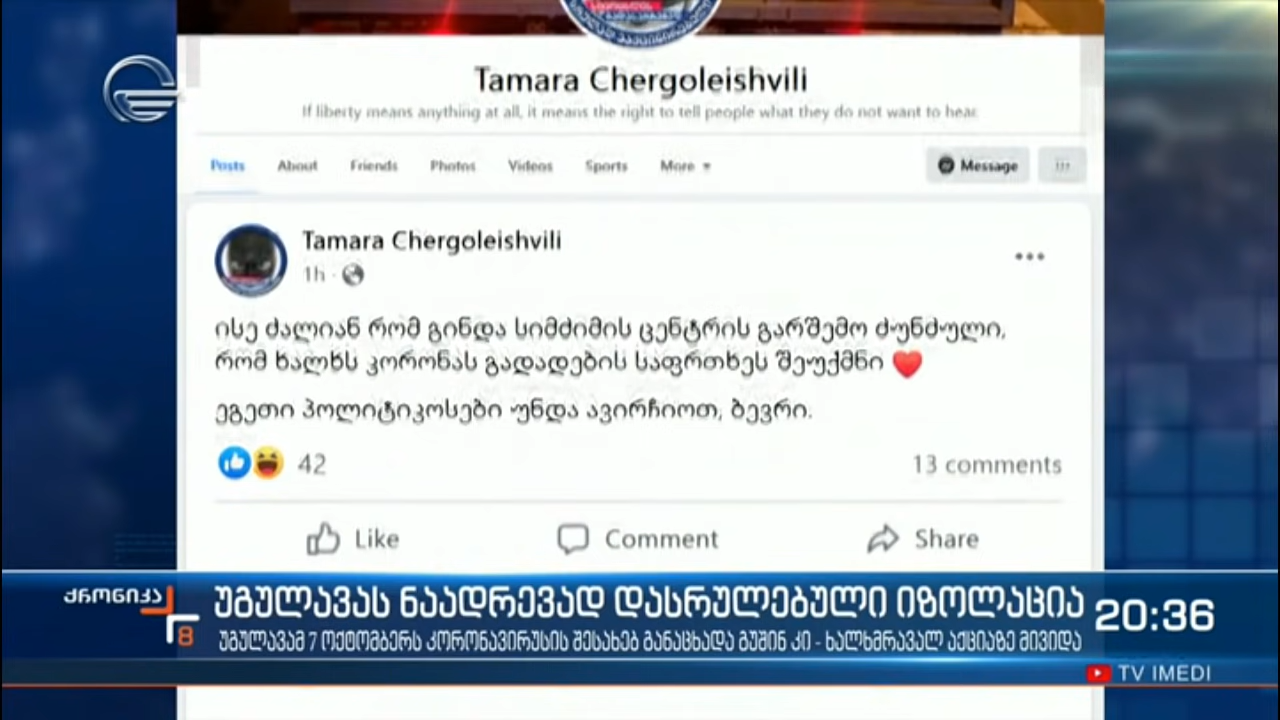 Tamara Chergoleishvili
If liberty means anything at all, it means the right to tell people what they do not want to hear
Posts About Friends Photos Videos Sports More Message
Tamara Chergoleishvili
1h
ისე ძალიან რომ გინდა სიმძიმის ცენტრის გარშემო ძუნძული,
რომ ხალხს კორონას გადადების საფრთხეს შეუქმნი ❤️
ეგეთი პოლიტიკოსები უნდა ავირჩიოთ, ბევრი.
42 13 comments
Like Comment Share
ქრონიკა
8
უგულავას ნაადრევად დასრულებული იზოლაცია
20:36
უგულავამ 7 ოქტომბერს კორონავირუსის შესახებ განაცხადა გუშინ კი - ხალხმრავალ აქციაზე მივიდა
TV IMEDI